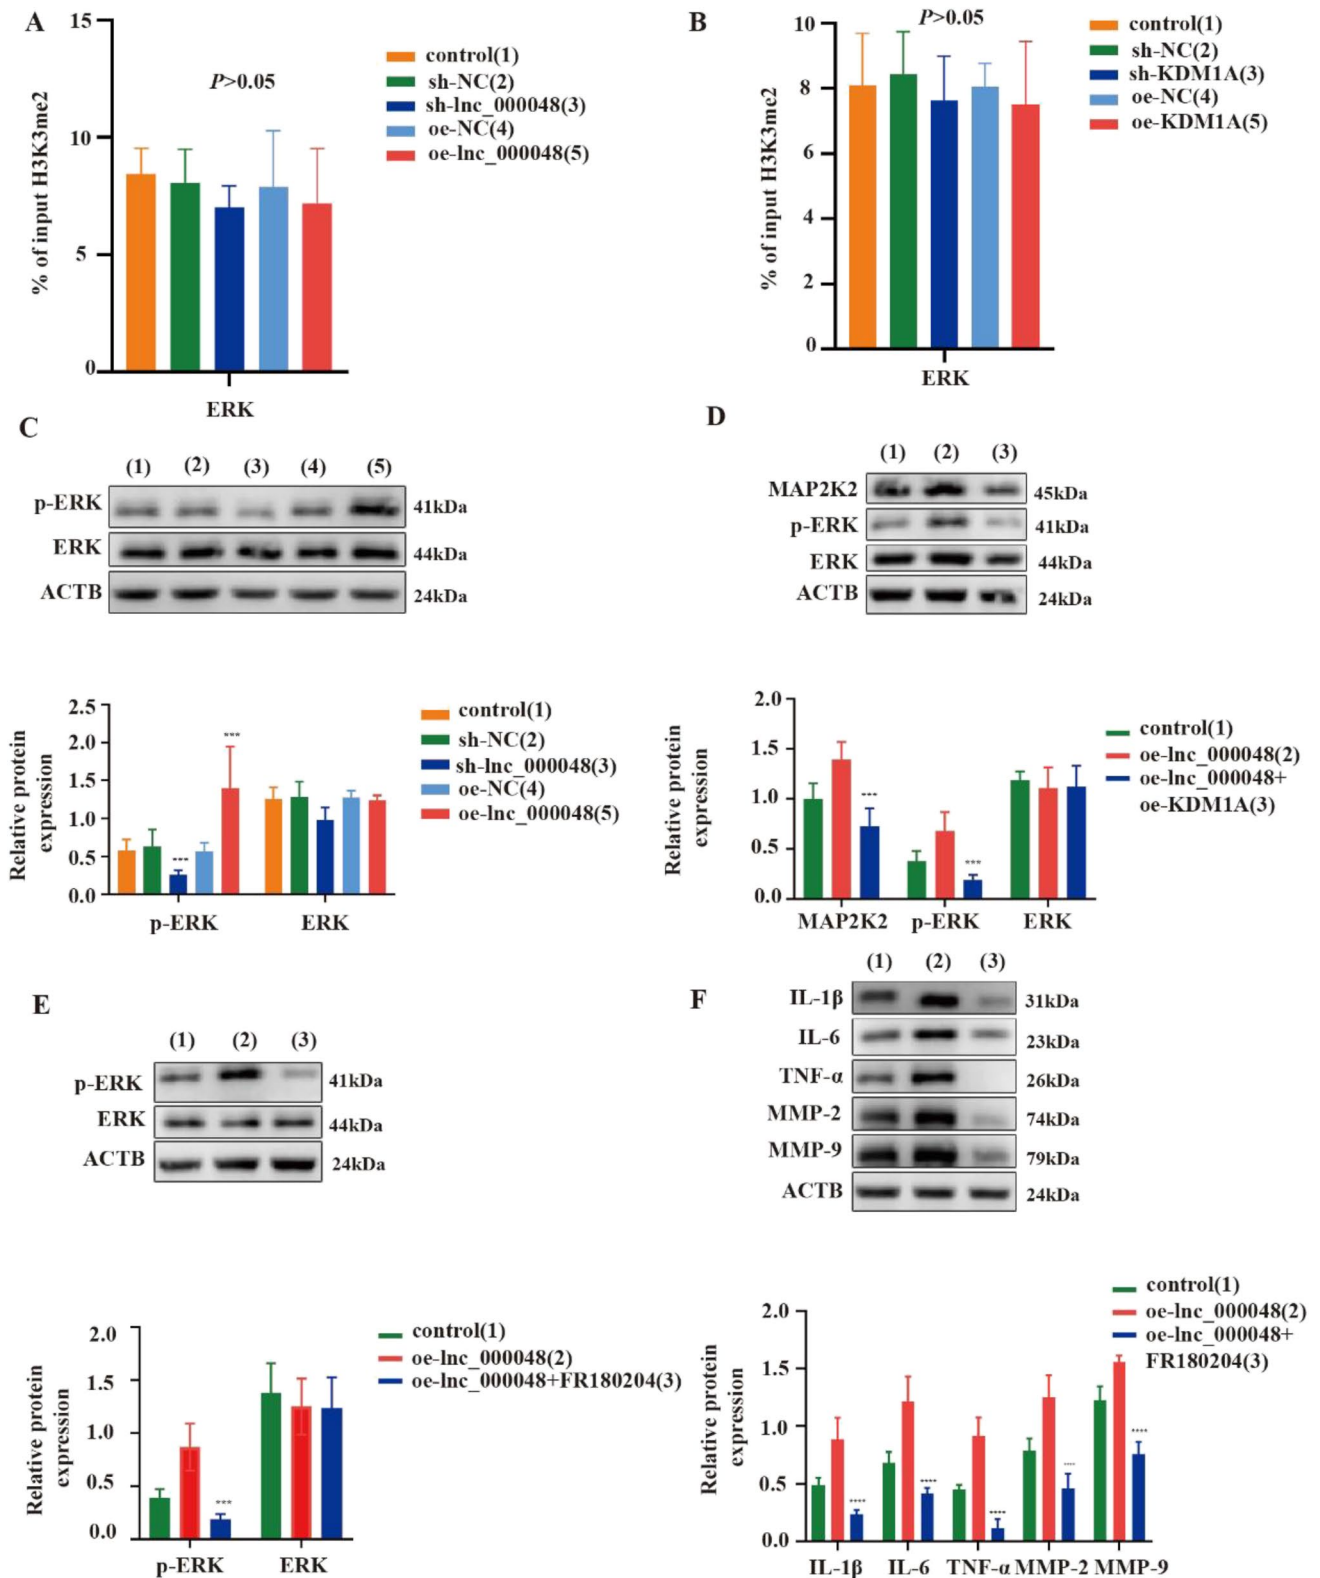 A
15
10
5
0
% of input H3K3me2
P>0.05
ERK
control(1)
sh-NC(2)
sh-lnc_000048(3)
oe-NC(4)
oe-lnc_000048(5)
B
10
8
6
4
2
0
% of input H3K3me2
P>0.05
ERK
control(1)
sh-NC(2)
sh-KDM1A(3)
oe-NC(4)
oe-KDM1A(5)
C
(1) (2) (3) (4) (5)
p-ERK 41kDa
ERK 44kDa
ACTB 24kDa
2.5
2.0
1.5
1.0
0.5
0.0
Relative protein
expression
***
***
p-ERK ERK
control(1)
sh-NC(2)
sh-lnc_000048(3)
oe-NC(4)
oe-lnc_000048(5)
D
(1) (2) (3)
MAP2K2 45kDa
p-ERK 41kDa
ERK 44kDa
ACTB 24kDa
2.0
1.5
1.0
0.5
0.0
Relative protein
expression
***
***
MAP2K2 p-ERK ERK
control(1)
oe-lnc_000048(2)
oe-lnc_000048+
oe-KDM1A(3)
E
(1) (2) (3)
p-ERK 41kDa
ERK 44kDa
ACTB 24kDa
2.0
1.5
1.0
0.5
0.0
Relative protein
expression
***
p-ERK ERK
control(1)
oe-lnc_000048(2)
oe-lnc_000048+FR180204(3)
F
(1) (2) (3)
IL-1β 31kDa
IL-6 23kDa
TNF-α 26kDa
MMP-2 74kDa
MMP-9 79kDa
ACTB 24kDa
2.0
1.5
1.0
0.5
0.0
Relative protein
expression
****
****
****
****
****
IL-1β IL-6 TNF-α MMP-2 MMP-9
control(1)
oe-lnc_000048(2)
oe-lnc_000048+
FR180204(3)